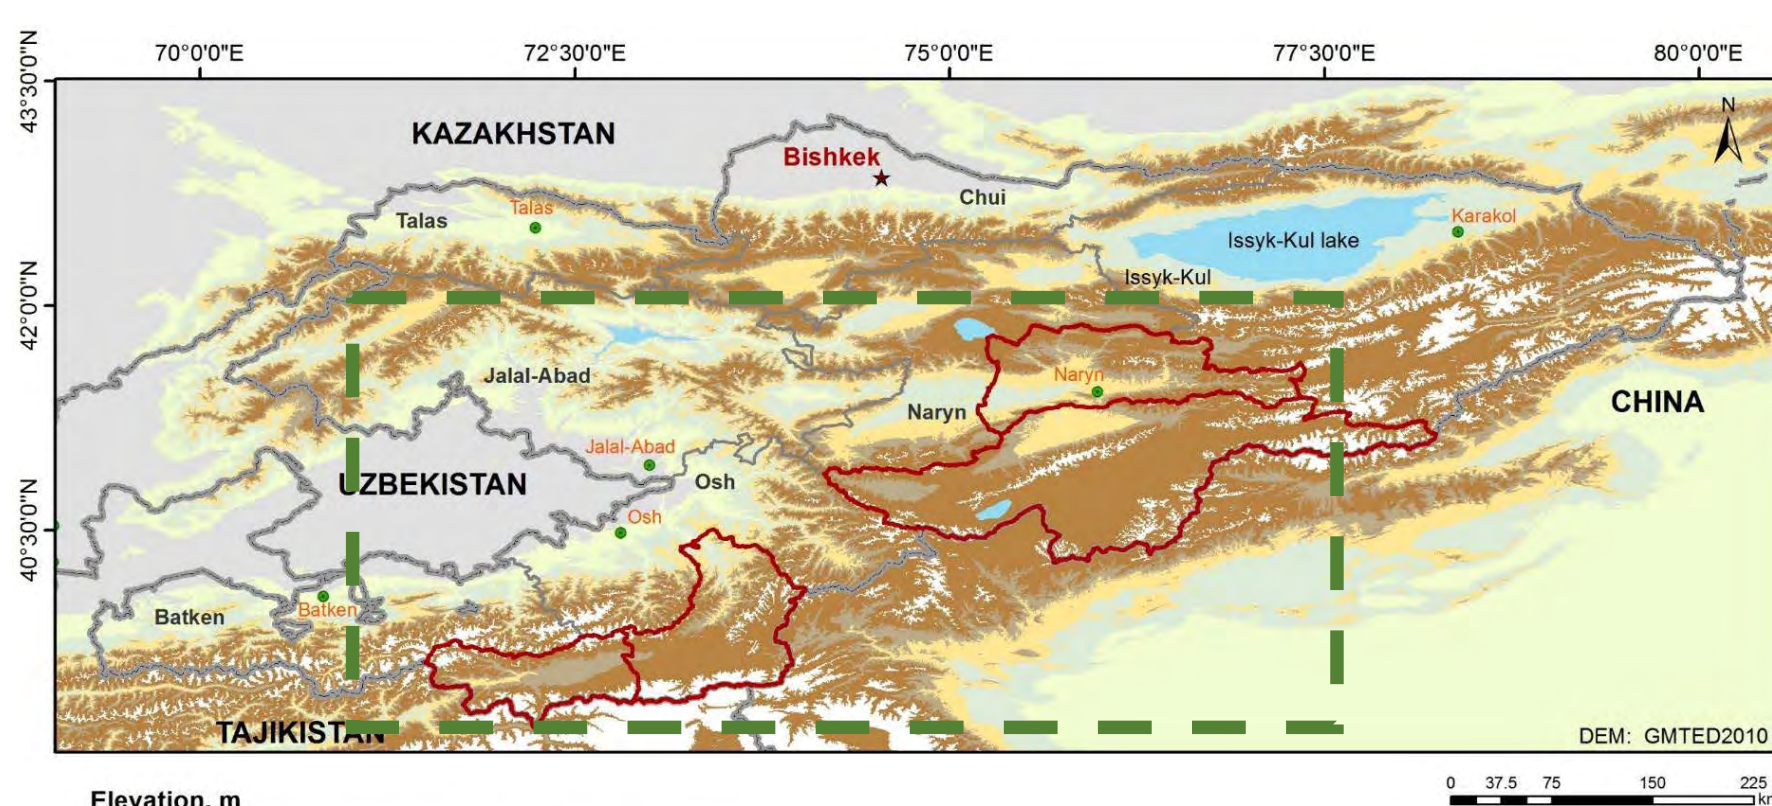 70°0'0"E
72°30'0"E
75°0'0"E
77°30'0"E
80°0'0"E
43°30'0"N
N
KAZAKHSTAN
Bishkek
Talas
Talas
Chui
Karakol
Issyk-Kul lake
Issyk-Kul
42°0'0"N
Jalal-Abad
Naryn
Naryn
CHINA
Jalal-Abad
UZBEKISTAN
Osh
Osh
40°30'0"N
Batken
Batken
TAJIKISTAN
DEM: GMTED2010
Elevation, m
0 37.5 75 150 225
km